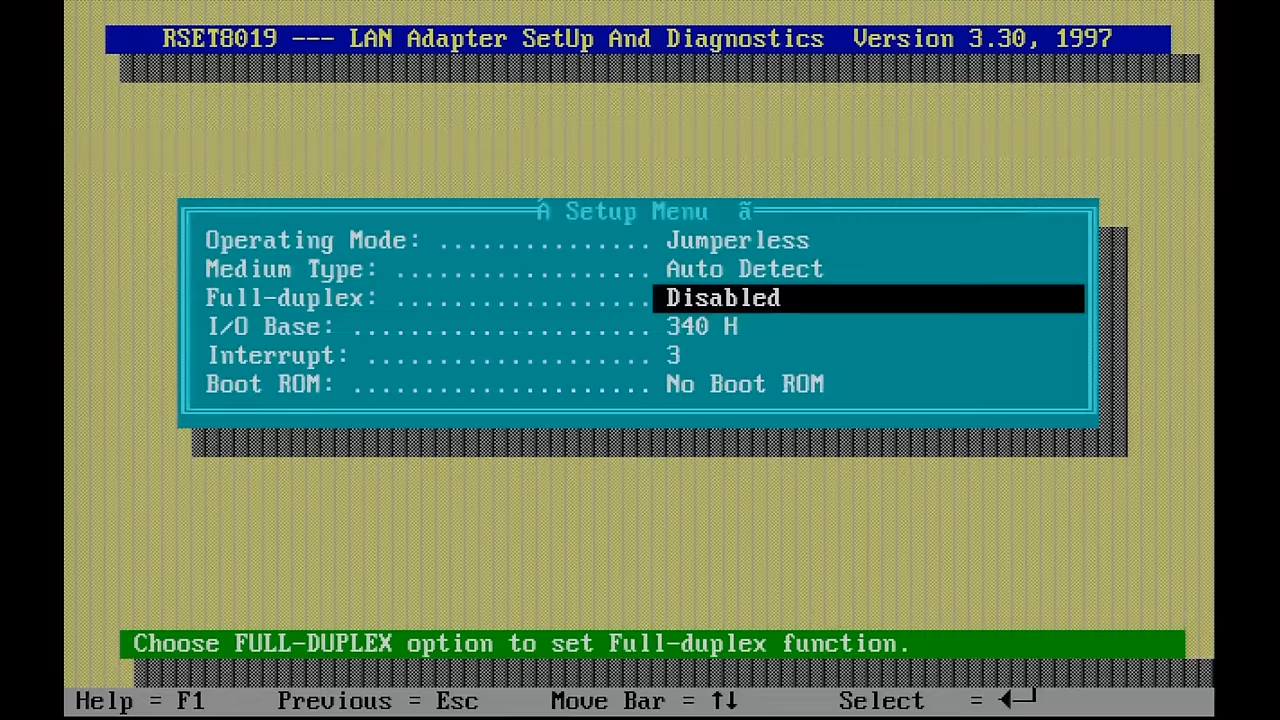 RSET8019 --- LAN Adapter SetUp And Diagnostics  Version 3.30, 1997
Á Setup Menu  ã
Operating Mode: ............... Jumperless
Medium Type: .................. Auto Detect
Full-duplex: .................. Disabled
I/O Base: ..................... 340 H
Interrupt: .................... 3
Boot ROM: ..................... No Boot ROM
Choose FULL-DUPLEX option to set Full-duplex function.
Help = F1     Previous = Esc     Move Bar = ↑↓       Select   = ◄─┘